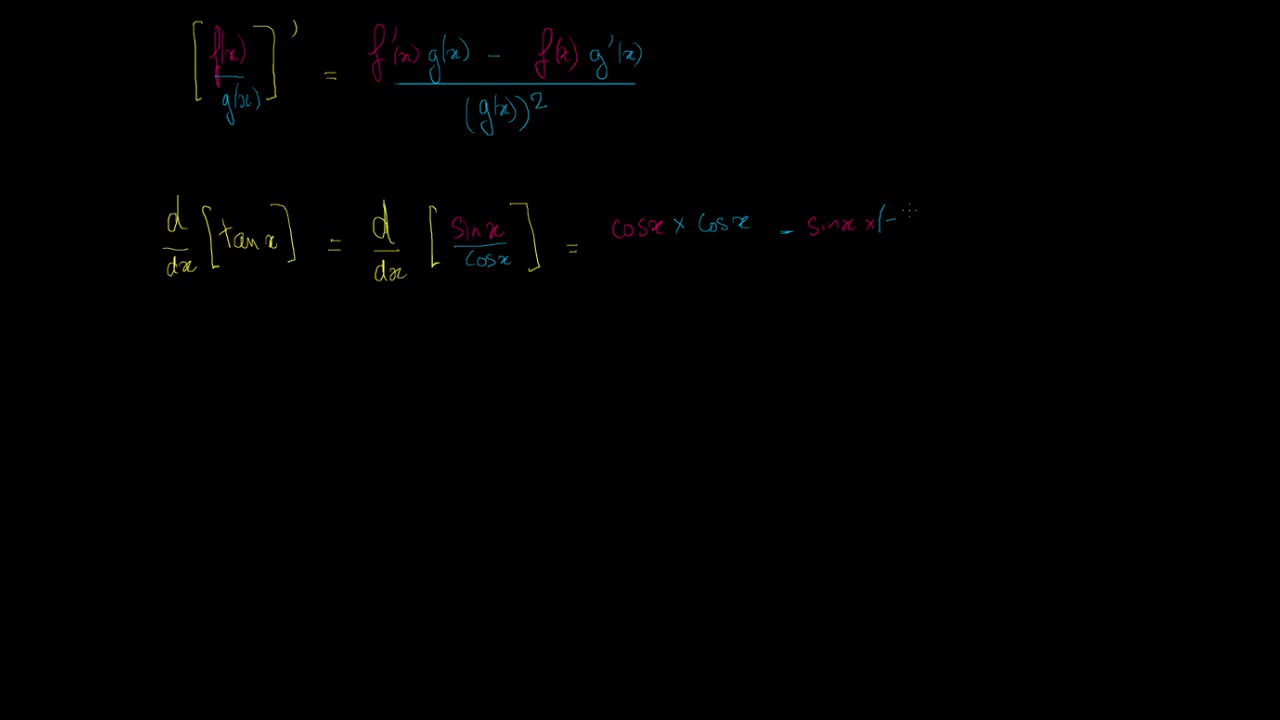 [f(x)/g(x)]' = f'(x) g(x) - f(x) g'(x) / (g(x))²
d/dx [tan x] = d/dx [sin x/cos x] = cos x × cos x - sin x × (-